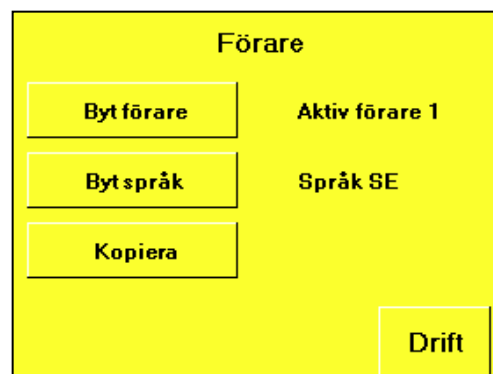 Förare
Byt förare Aktiv förare 1
Byt språk Språk SE
Kopiera
Drift